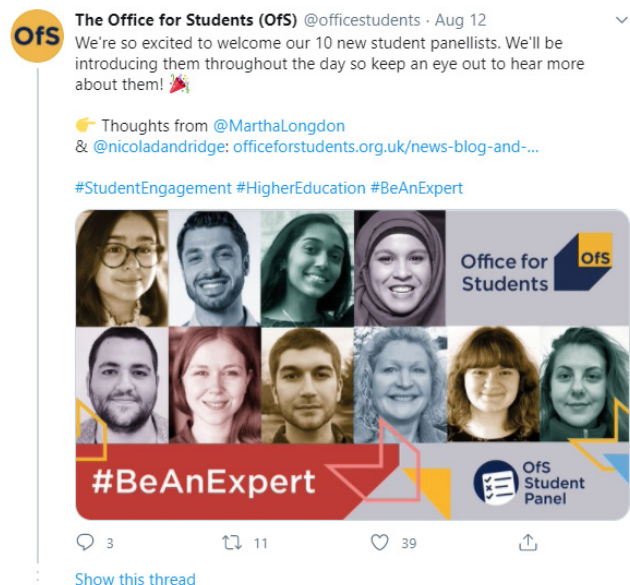 OfS
The Office for Students (OfS) @officestudents · Aug 12
We're so excited to welcome our 10 new student panellists. We'll be
introducing them throughout the day so keep an eye out to hear more
about them! 🎉
👉 Thoughts from @MarthaLongdon
& @nicoladandridge: officeforstudents.org.uk/news-blog-and-...
#StudentEngagement #HigherEducation #BeAnExpert
Office for
Students
OfS
#BeAnExpert
OfS
Student
Panel
3 11 39
Show this thread